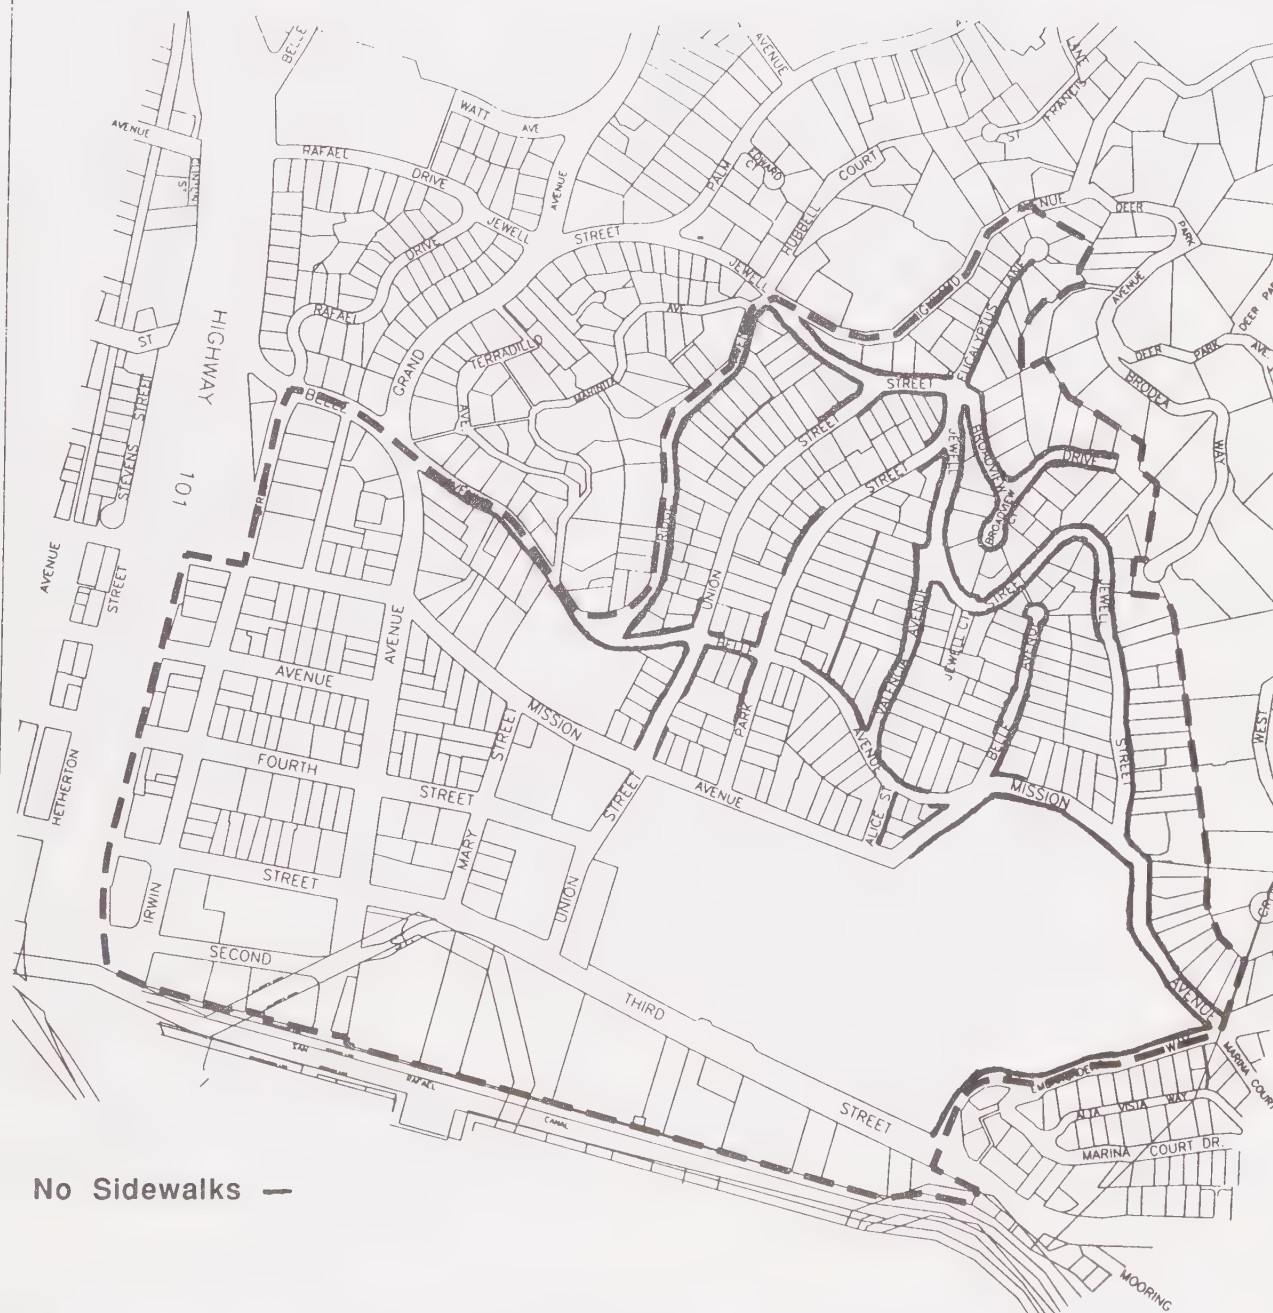 BELLE
AVENUE
WATT
AVE
FRANCIS
LANE
ST
AVENUE
RAFAEL
DRIVE
EDWARD
CT
COURT
PALM
AVENUE
JEWELL
STREET
HUBBELL
JEWELL
DEER
PARK
AVENUE
DRIVE
RAFAEL
AVE
EUCALYPTUS
LANE
HIGHWAY
101
ST
GRAND
TERRADILLO
AVE.
MARINITA
STREET
DEER PARK
AVE.
BRODEA
WAY
DEER
STEVENS
STREET
STREET
STREET
JEWELL
BROADVIEW
DRIVE
BROADVIEW
BELLE
AVENUE
AVENUE
STREET
UNION
AVENUE
VALENCIA
STREET
JEWELL CT.
AVENUE
JEWELL
BELLE
AVENUE
PARK
AVENUE
BELLE
STREET
MISSION
STREET
FOURTH
STREET
STREET
AVENUE
ALICE ST.
MISSION
WEST
HETHERTON
MARY
UNION
STREET
IRWIN
SECOND
THIRD
STREET
AVENUE
WAY
MARINA COURT
SAN
RAFAEL
CANAL
ALTA VISTA WAY
MARINA COURT DR.
No Sidewalks
MOORING